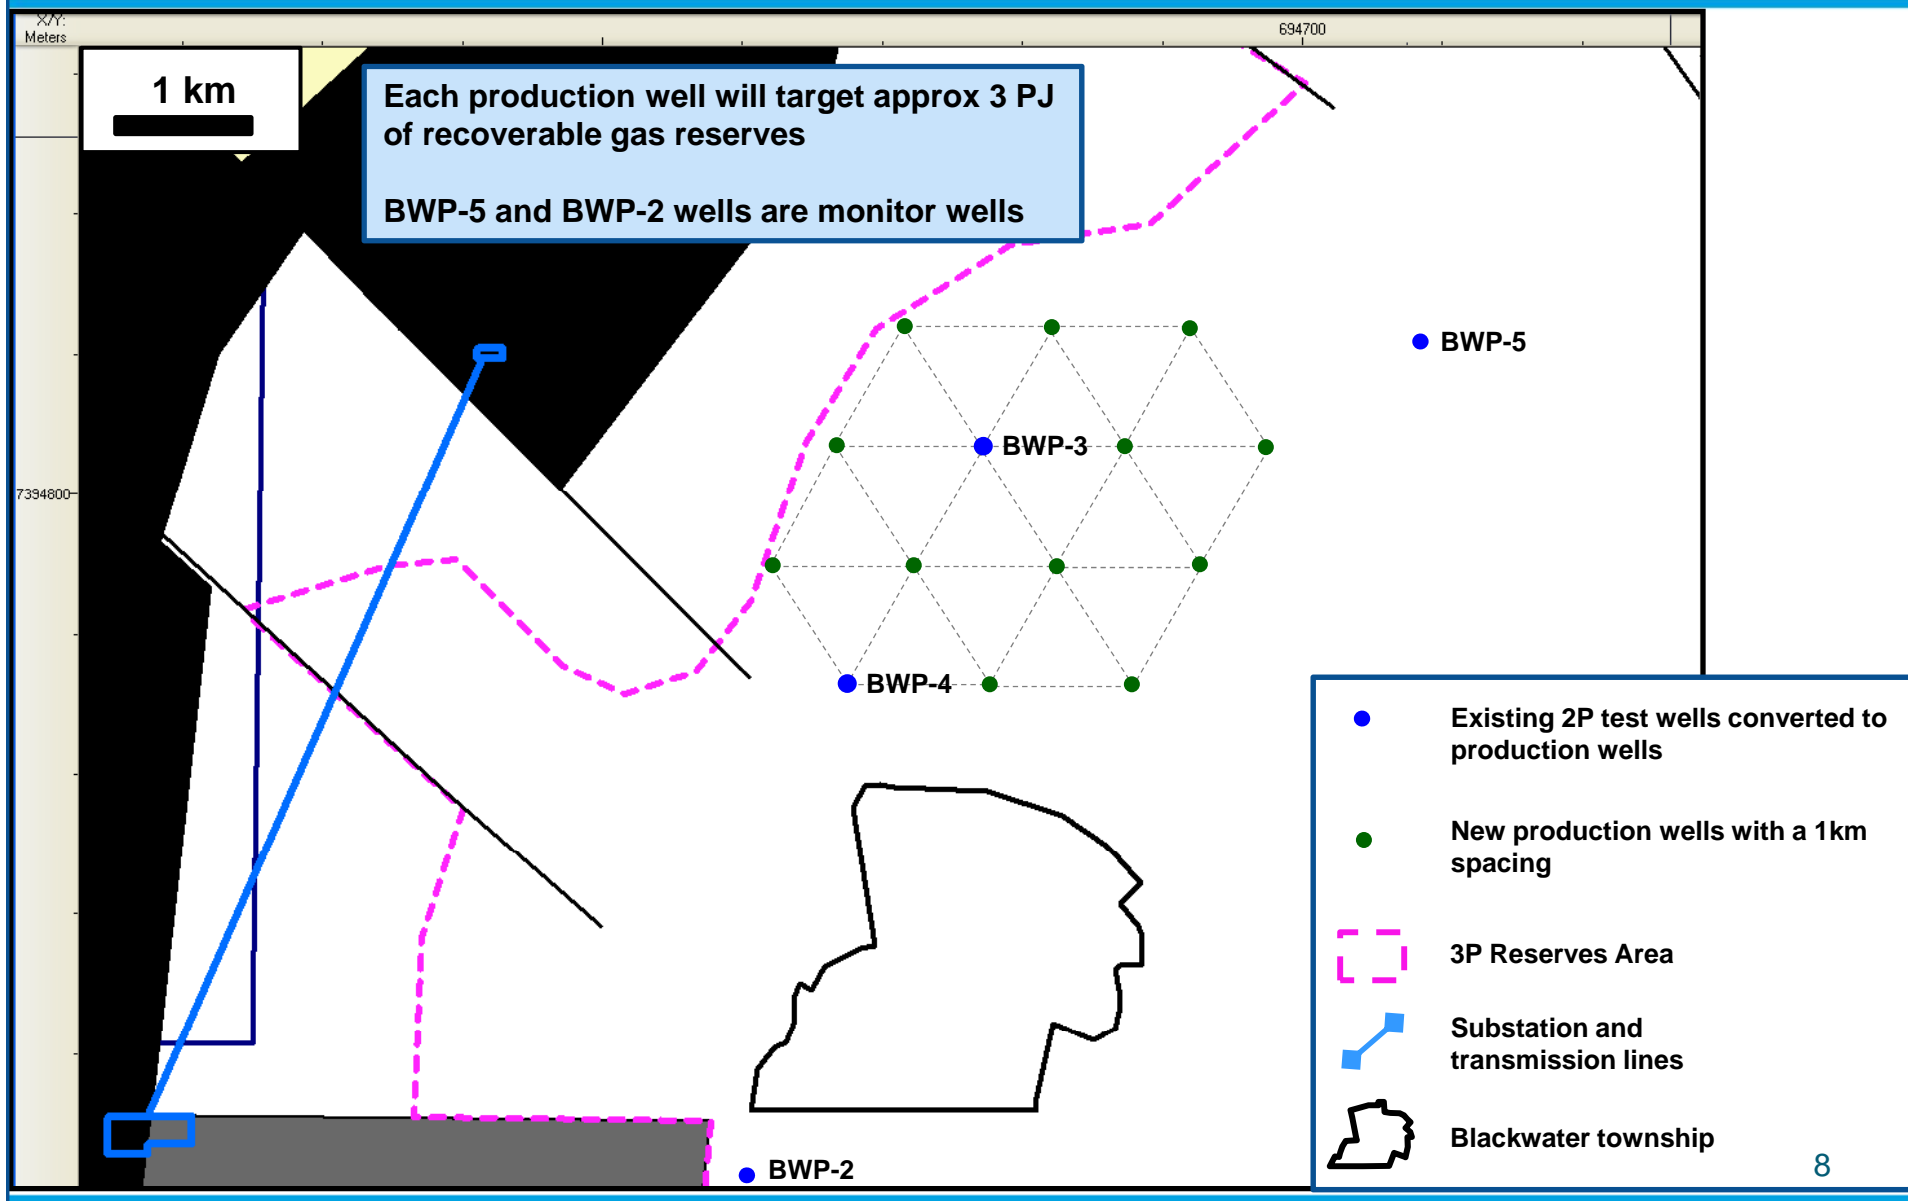 X/Y:
Meters
694700
1 km
Each production well will target approx 3 PJ
of recoverable gas reserves
BWP-5 and BWP-2 wells are monitor wells
BWP-5
BWP-3
7394800
BWP-4
Existing 2P test wells converted to
production wells
New production wells with a 1km
spacing
3P Reserves Area
Substation and
transmission lines
Blackwater township
BWP-2
8